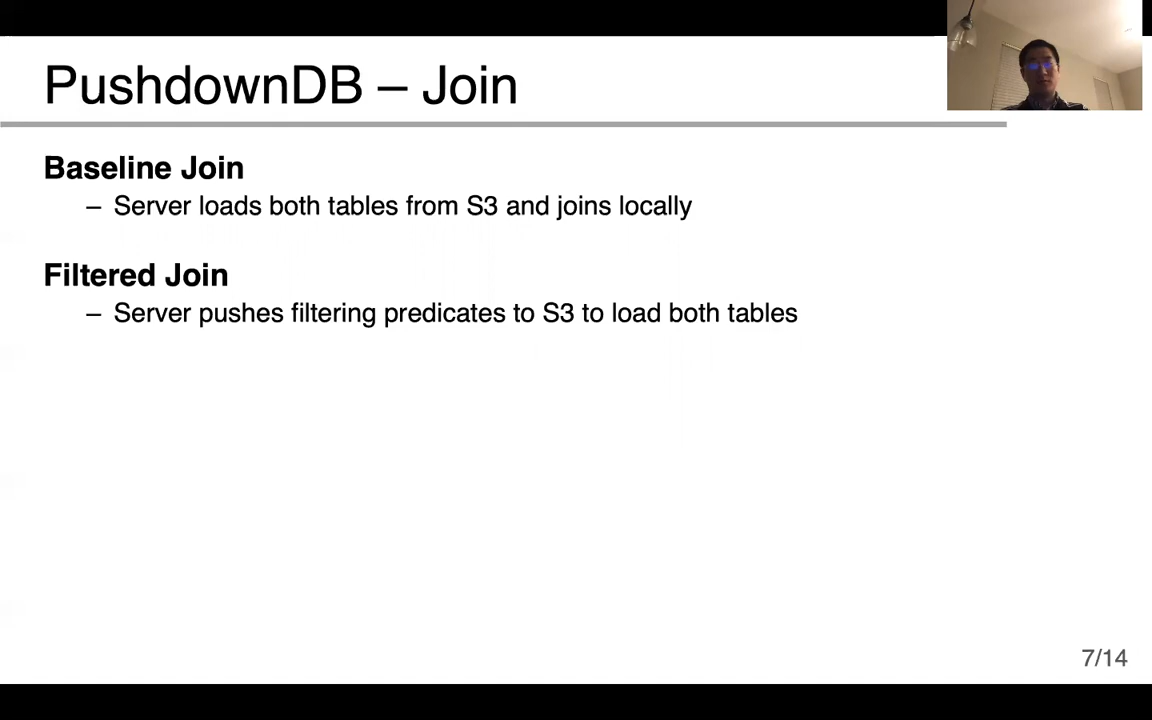 PushdownDB – Join
Baseline Join
– Server loads both tables from S3 and joins locally
Filtered Join
– Server pushes filtering predicates to S3 to load both tables
7/14